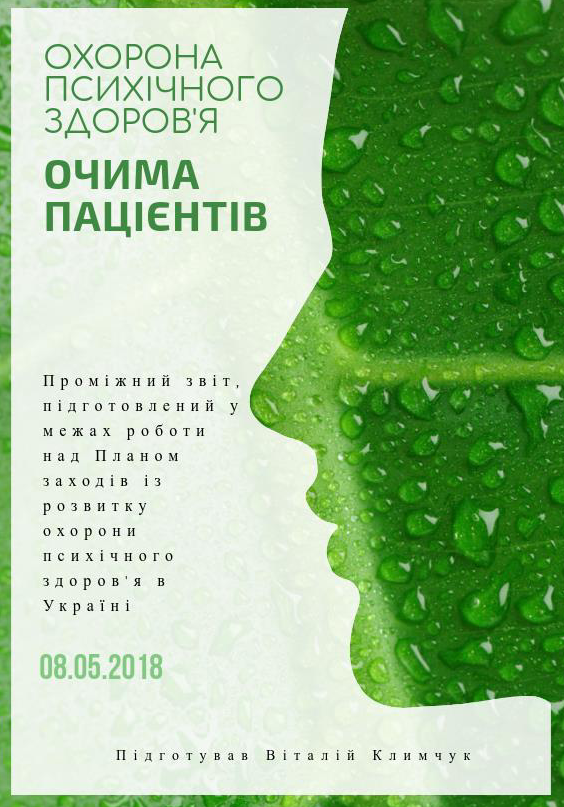 ОХОРОНА
ПСИХІЧНОГО
ЗДОРОВ'Я
ОЧИМА
ПАЦІЄНТІВ
Проміжний звіт,
підготовлений у
межах роботи
над Планом
заходів із
розвитку
охорони
психічного
здоров'я в
Україні
08.05.2018
Підготував Віталій Климчук